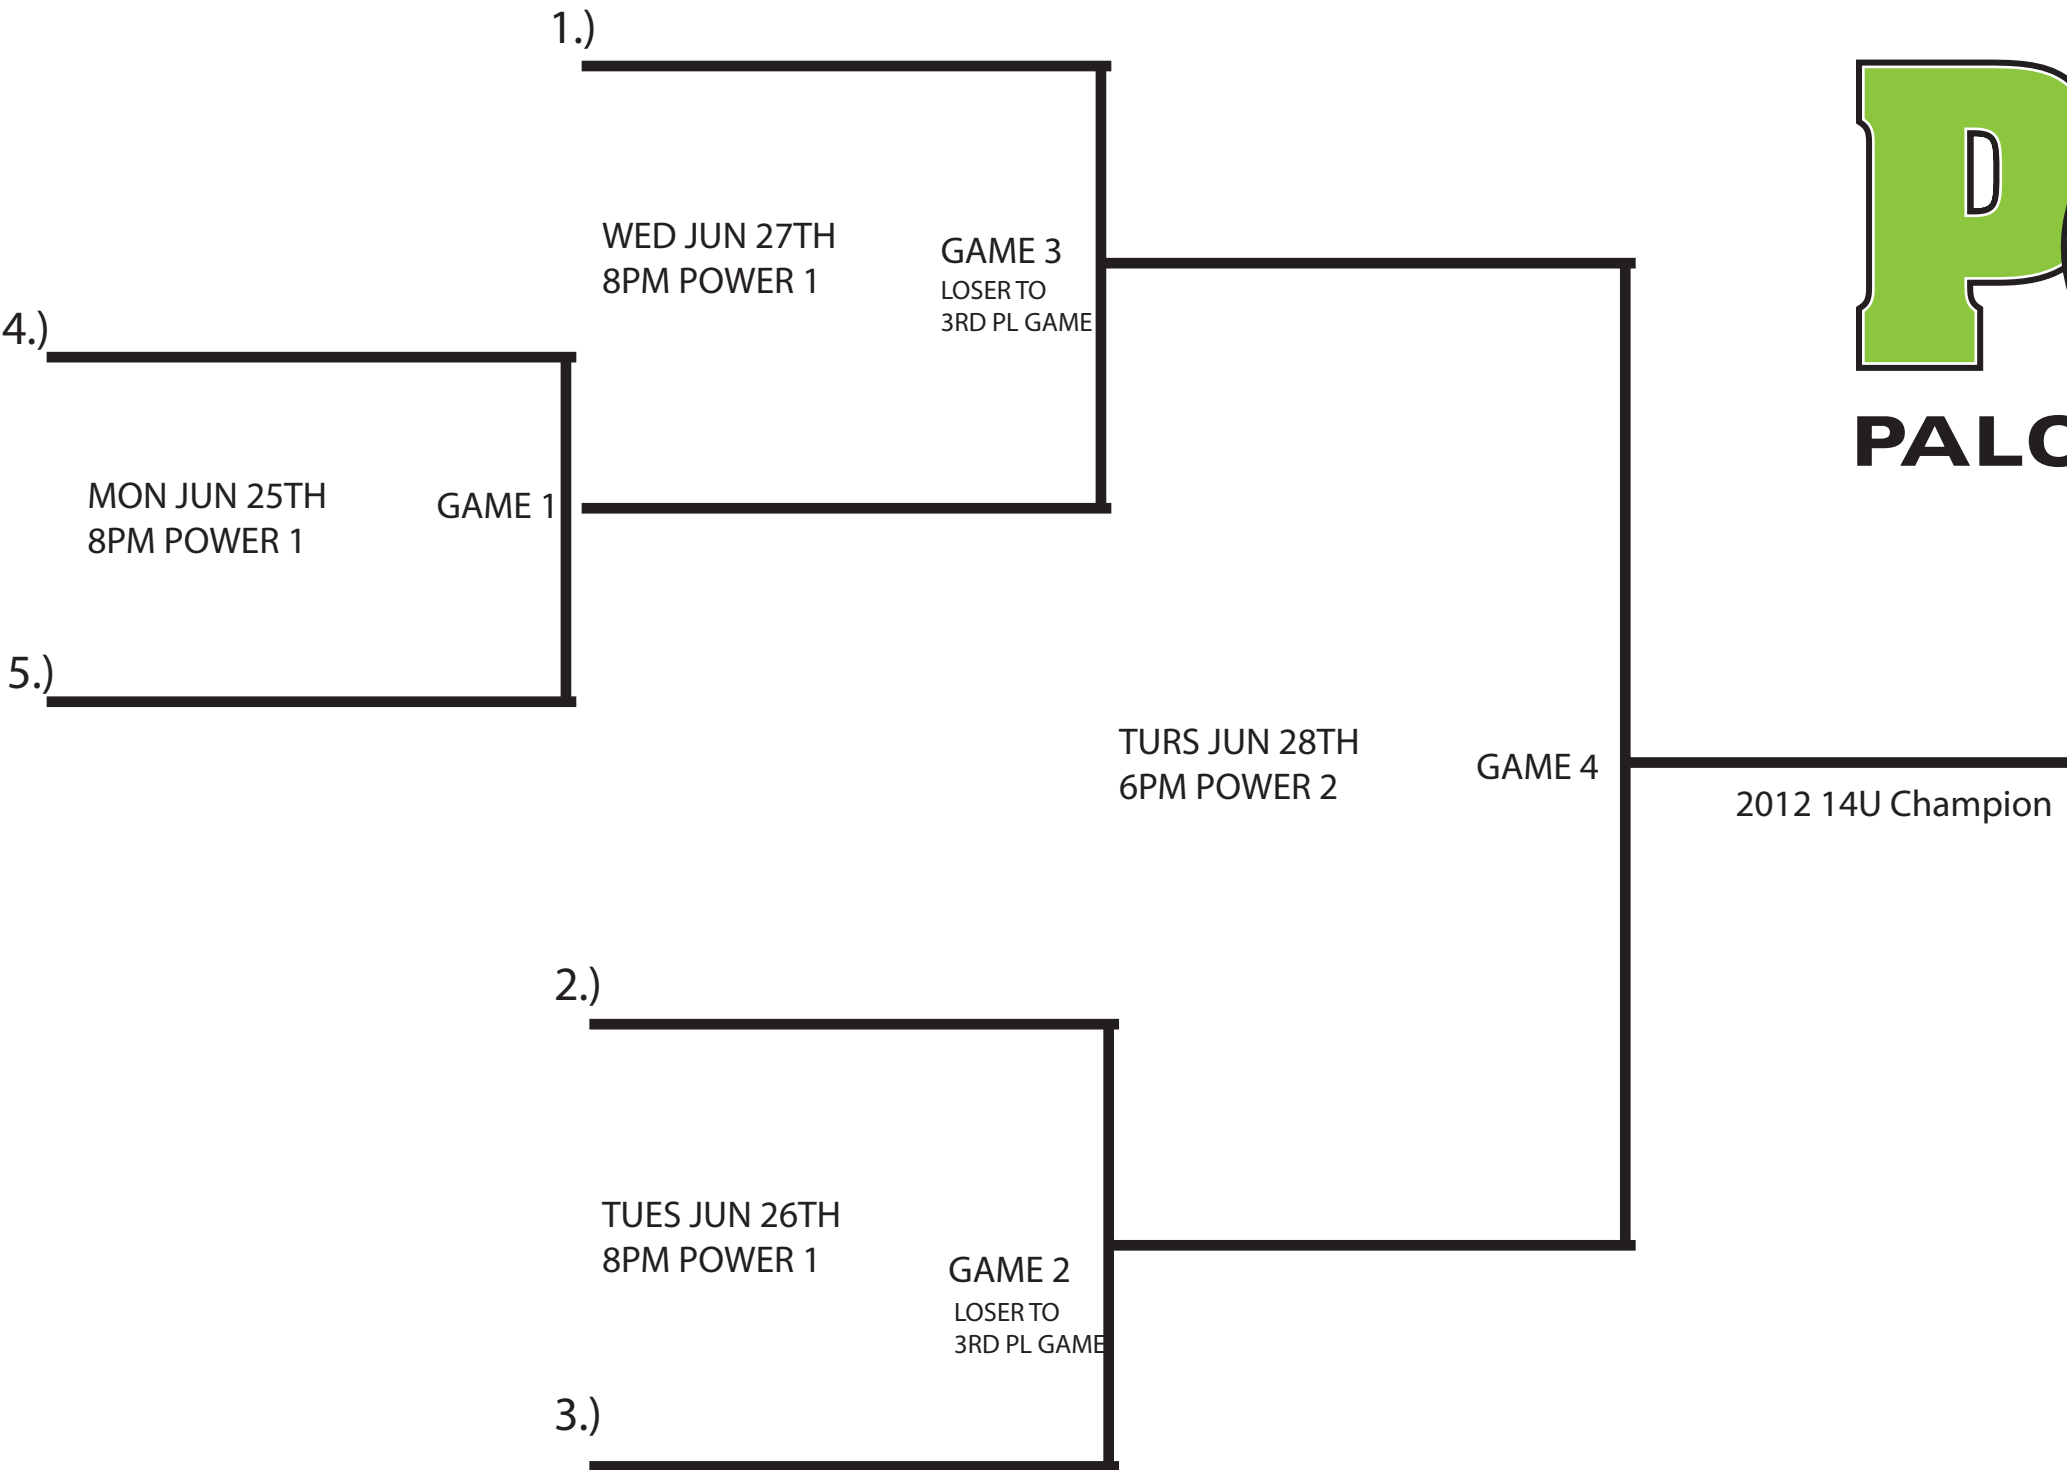 1.)
WED JUN 27TH
8PM POWER 1
GAME 3
LOSER TO
3RD PL GAME
4.)
MON JUN 25TH
8PM POWER 1
GAME 1
5.)
TURS JUN 28TH
6PM POWER 2
GAME 4
2012 14U Champion
2.)
TUES JUN 26TH
8PM POWER 1
GAME 2
LOSER TO
3RD PL GAME
3.)